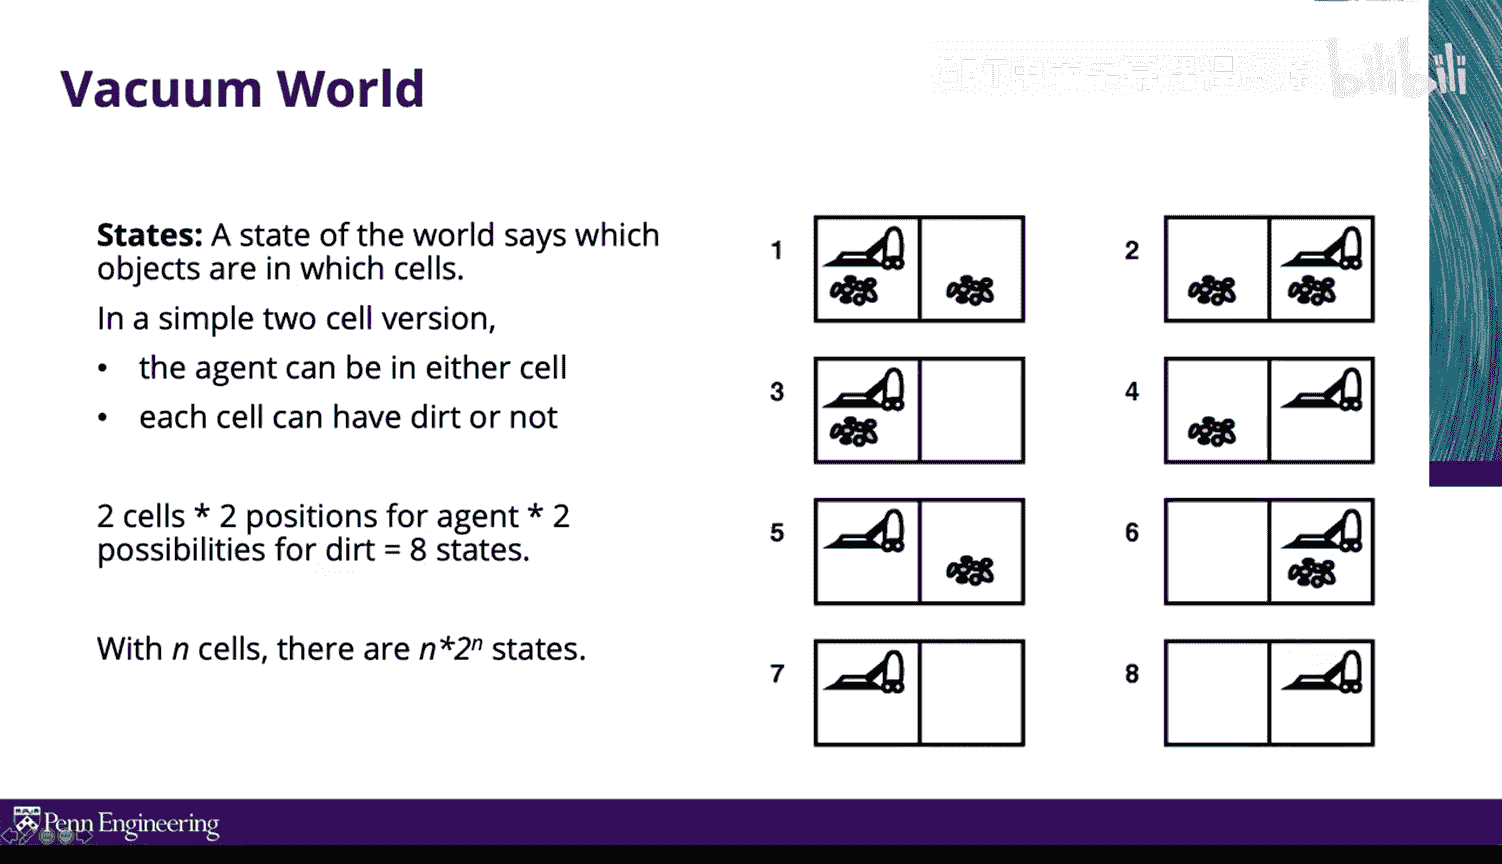 Vacuum World
bilibili
States: A state of the world says which
objects are in which cells.
In a simple two cell version,
• the agent can be in either cell
• each cell can have dirt or not
2 cells * 2 positions for agent * 2
possibilities for dirt = 8 states.
With n cells, there are n*2ⁿ states.
1
2
3
4
5
6
7
8
Penn Engineering